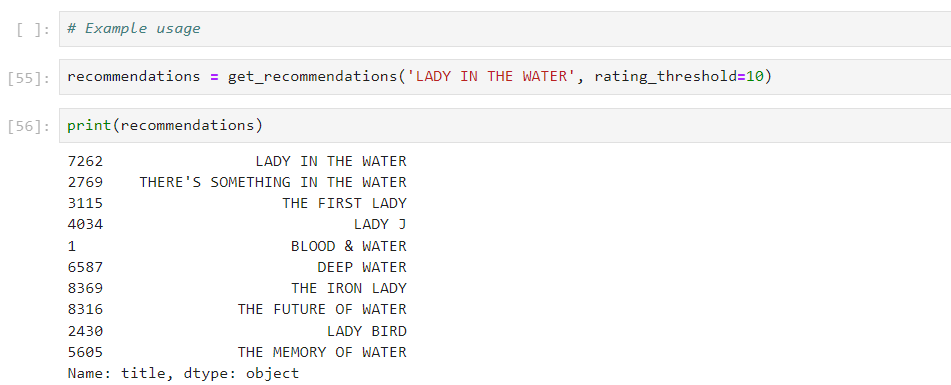 [ ]: # Example usage
[55]: recommendations = get_recommendations('LADY IN THE WATER', rating_threshold=10)
[56]: print(recommendations)
7262                 LADY IN THE WATER
2769    THERE'S SOMETHING IN THE WATER
3115                    THE FIRST LADY
4034                            LADY J
1                        BLOOD & WATER
6587                        DEEP WATER
8369                     THE IRON LADY
8316               THE FUTURE OF WATER
2430                         LADY BIRD
5605               THE MEMORY OF WATER
Name: title, dtype: object